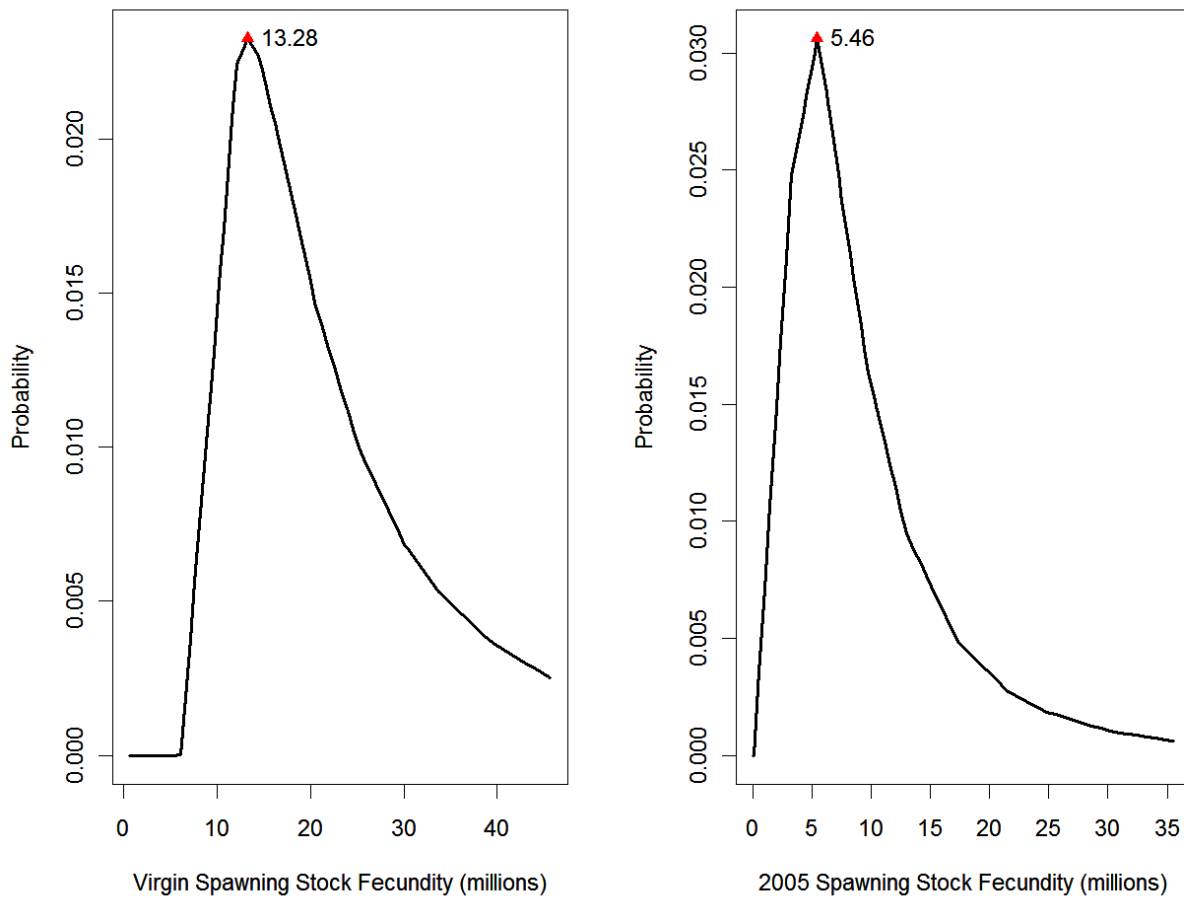 13.28
Probability
0.020
0.015
0.010
0.005
0.000
0 10 20 30 40
Virgin Spawning Stock Fecundity (millions)
5.46
Probability
0.030
0.025
0.020
0.015
0.010
0.005
0.000
0 5 10 15 20 25 30 35
2005 Spawning Stock Fecundity (millions)